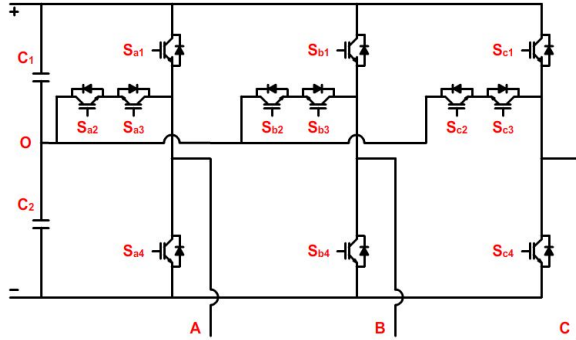 +
Sa1 Sb1 Sc1
C1
Sa2 Sa3 Sb2 Sb3 Sc2 Sc3
O
C2
Sa4 Sb4 Sc4
−
A B C